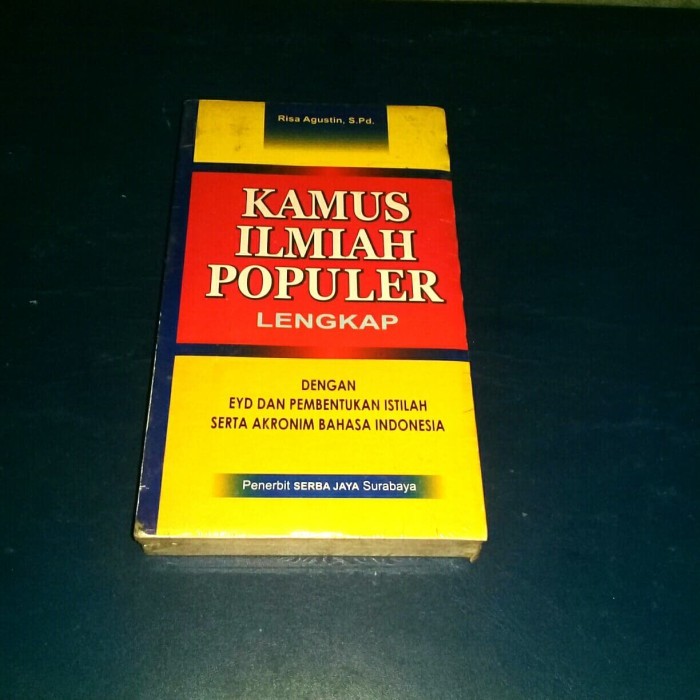 Risa Agustin, S.Pd.
KAMUS
ILMIAH
POPULER
LENGKAP
DENGAN
EYD DAN PEMBENTUKAN ISTILAH
SERTA AKRONIM BAHASA INDONESIA
Penerbit SERBA JAYA Surabaya